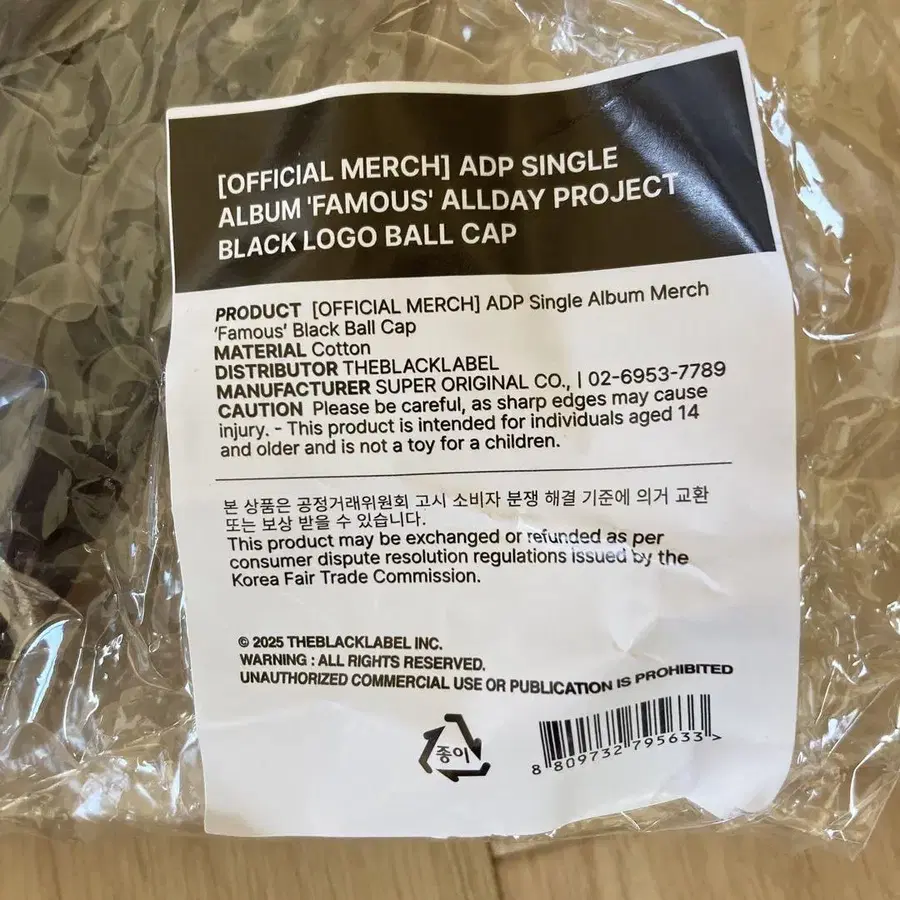 [OFFICIAL MERCH] ADP SINGLE
ALBUM 'FAMOUS' ALLDAY PROJECT
BLACK LOGO BALL CAP
PRODUCT [OFFICIAL MERCH] ADP Single Album Merch
'Famous' Black Ball Cap
MATERIAL Cotton
DISTRIBUTOR THEBLACKLABEL
MANUFACTURER SUPER ORIGINAL CO., | 02-6953-7789
CAUTION Please be careful, as sharp edges may cause
injury. - This product is intended for individuals aged 14
and older and is not a toy for a children.
본 상품은 공정거래위원회 고시 소비자 분쟁 해결 기준에 의거 교환
또는 보상 받을 수 있습니다.
This product may be exchanged or refunded as per
consumer dispute resolution regulations issued by the
Korea Fair Trade Commission.
© 2025 THEBLACKLABEL INC.
WARNING : ALL RIGHTS RESERVED.
UNAUTHORIZED COMMERCIAL USE OR PUBLICATION IS PROHIBITED
종이
8 809732 795633 >